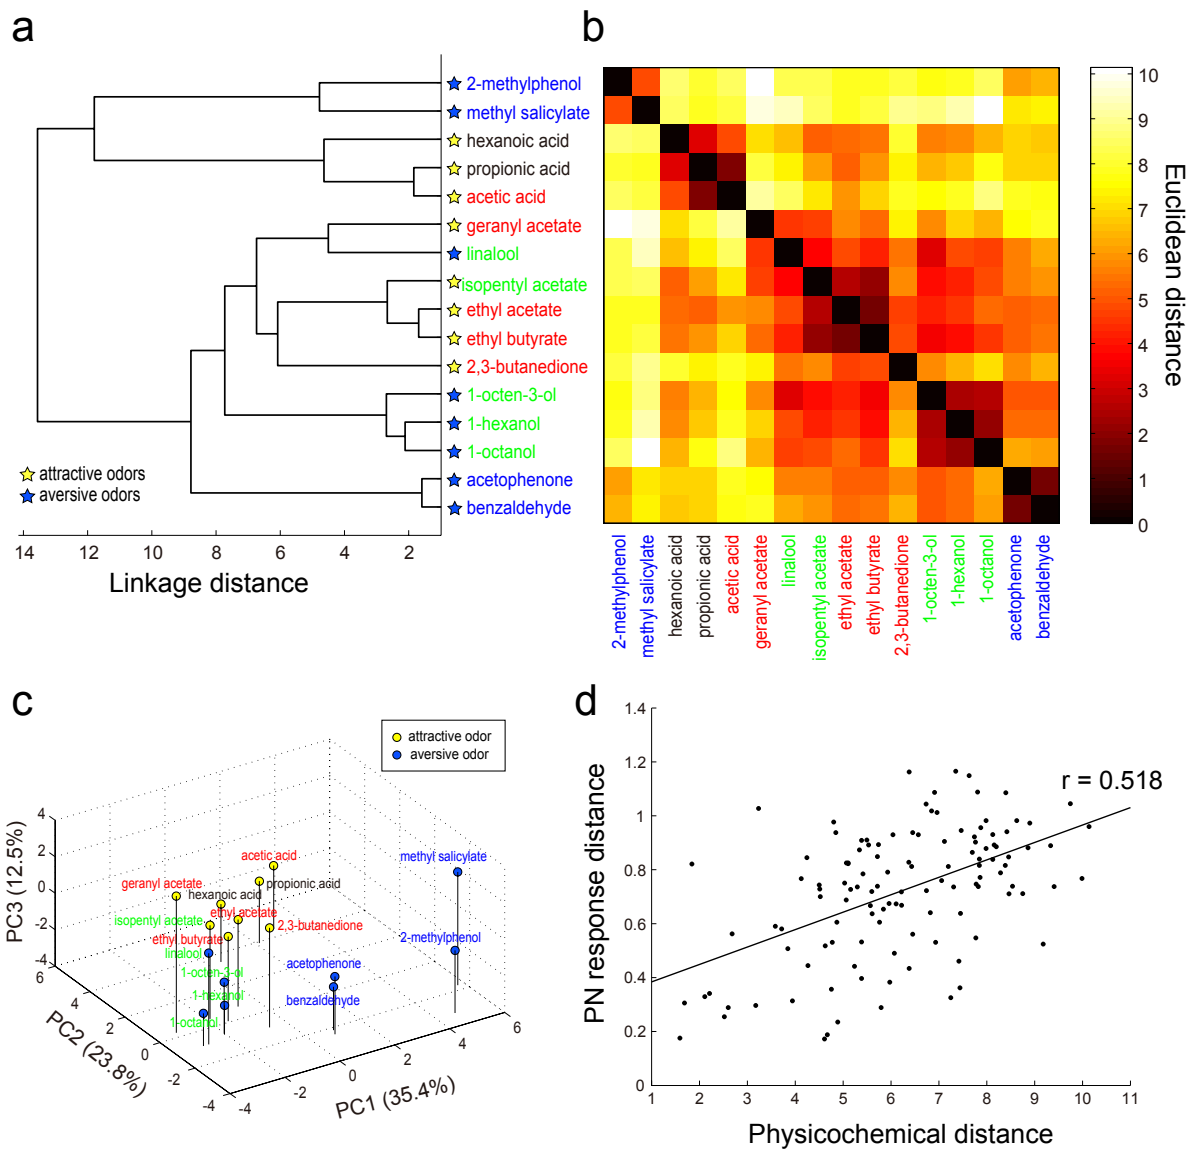 a
2-methylphenol
methyl salicylate
hexanoic acid
propionic acid
acetic acid
geranyl acetate
linalool
isopentyl acetate
ethyl acetate
ethyl butyrate
2,3-butanedione
1-octen-3-ol
1-hexanol
1-octanol
acetophenone
benzaldehyde
attractive odors
aversive odors
14 12 10 8 6 4 2
Linkage distance
b
10
9
8
7
6
5
4
3
2
1
0
Euclidean distance
2-methylphenol
methyl salicylate
hexanoic acid
propionic acid
acetic acid
geranyl acetate
linalool
isopentyl acetate
ethyl acetate
ethyl butyrate
2,3-butanedione
1-octen-3-ol
1-hexanol
1-octanol
acetophenone
benzaldehyde
c
attractive odor
aversive odor
4
2
0
-2
-4
PC3 (12.5%)
6
4
2
0
-2
-4
PC2 (23.8%)
-4
-2
0
2
4
6
PC1 (35.4%)
acetic acid
methyl salicylate
geranyl acetate
propionic acid
hexanoic acid
isopentyl acetate
ethyl acetate
2,3-butanedione
ethyl butyrate
2-methylphenol
linalool
acetophenone
1-octen-3-ol
1-hexanol
benzaldehyde
1-octanol
d
1.4
1.2
1
0.8
0.6
0.4
0.2
0
PN response distance
r = 0.518
1 2 3 4 5 6 7 8 9 10 11
Physicochemical distance